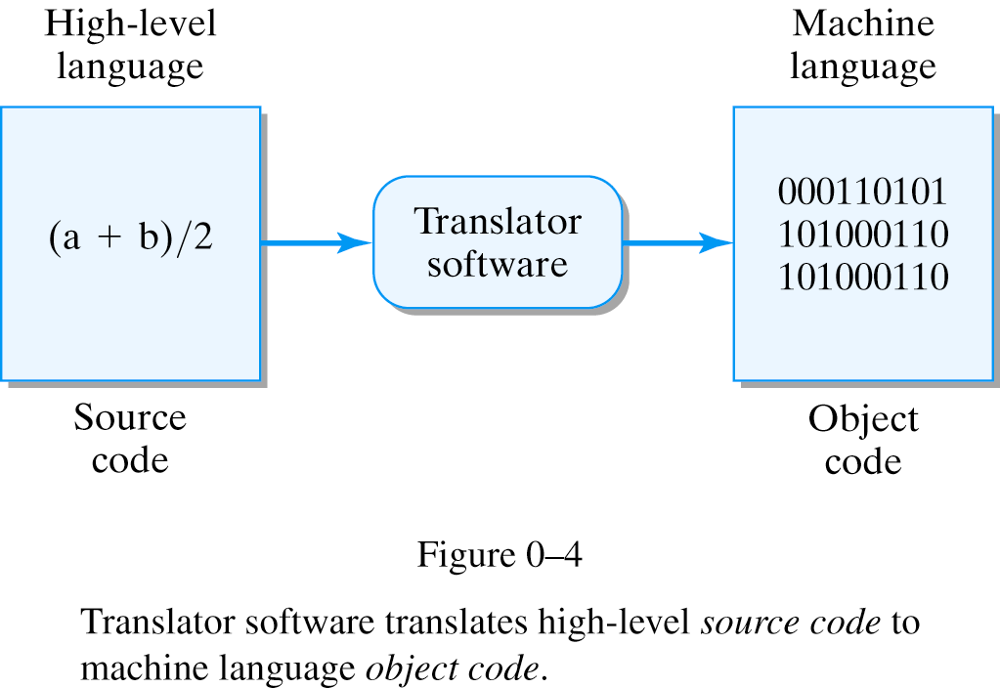 High-level
language
Machine
language
(a + b)/2
Translator
software
000110101
101000110
101000110
Source
code
Object
code
Figure 0–4
Translator software translates high-level source code to
machine language object code.